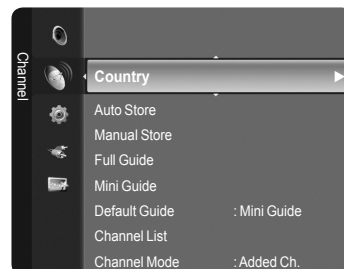 Channel
Country
Auto Store
Manual Store
Full Guide
Mini Guide
Default Guide : Mini Guide
Channel List
Channel Mode : Added Ch.